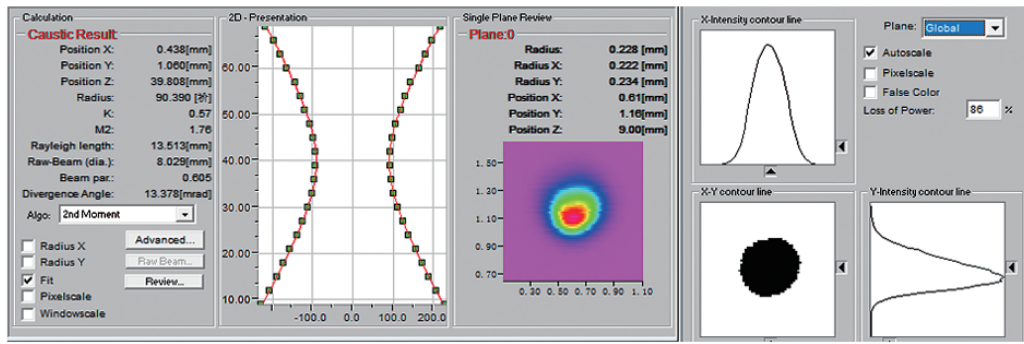 Calculation
Caustic Result:
Position X: 0.438[mm]
Position Y: 1.060[mm]
Position Z: 39.808[mm]
Radius: 90.390 [祄]
K: 0.57
M2: 1.76
Rayleigh length: 13.513[mm]
Raw-Beam (dia.): 8.029[mm]
Beam par.: 0.605
Divergence Angle: 13.378[mrad]
Algo: 2nd Moment
Radius X
Radius Y
Fit
Pixelscale
Windowscale
Advanced...
Raw Beam...
Review...
2D - Presentation
60.00
50.00
40.00
30.00
20.00
10.00
-100.0 0.0 100.0 200.0
Single Plane Review
Plane:0
Radius: 0.228 [mm]
Radius X: 0.222 [mm]
Radius Y: 0.234 [mm]
Position X: 0.61[mm]
Position Y: 1.16[mm]
Position Z: 9.00[mm]
1.50
1.30
1.10
0.90
0.70
0.30 0.50 0.70 0.90 1.10
X-Intensity contour line
Plane: Global
Autoscale
Pixelscale
False Color
Loss of Power: 86 %
X-Y contour line
Y-Intensity contour line